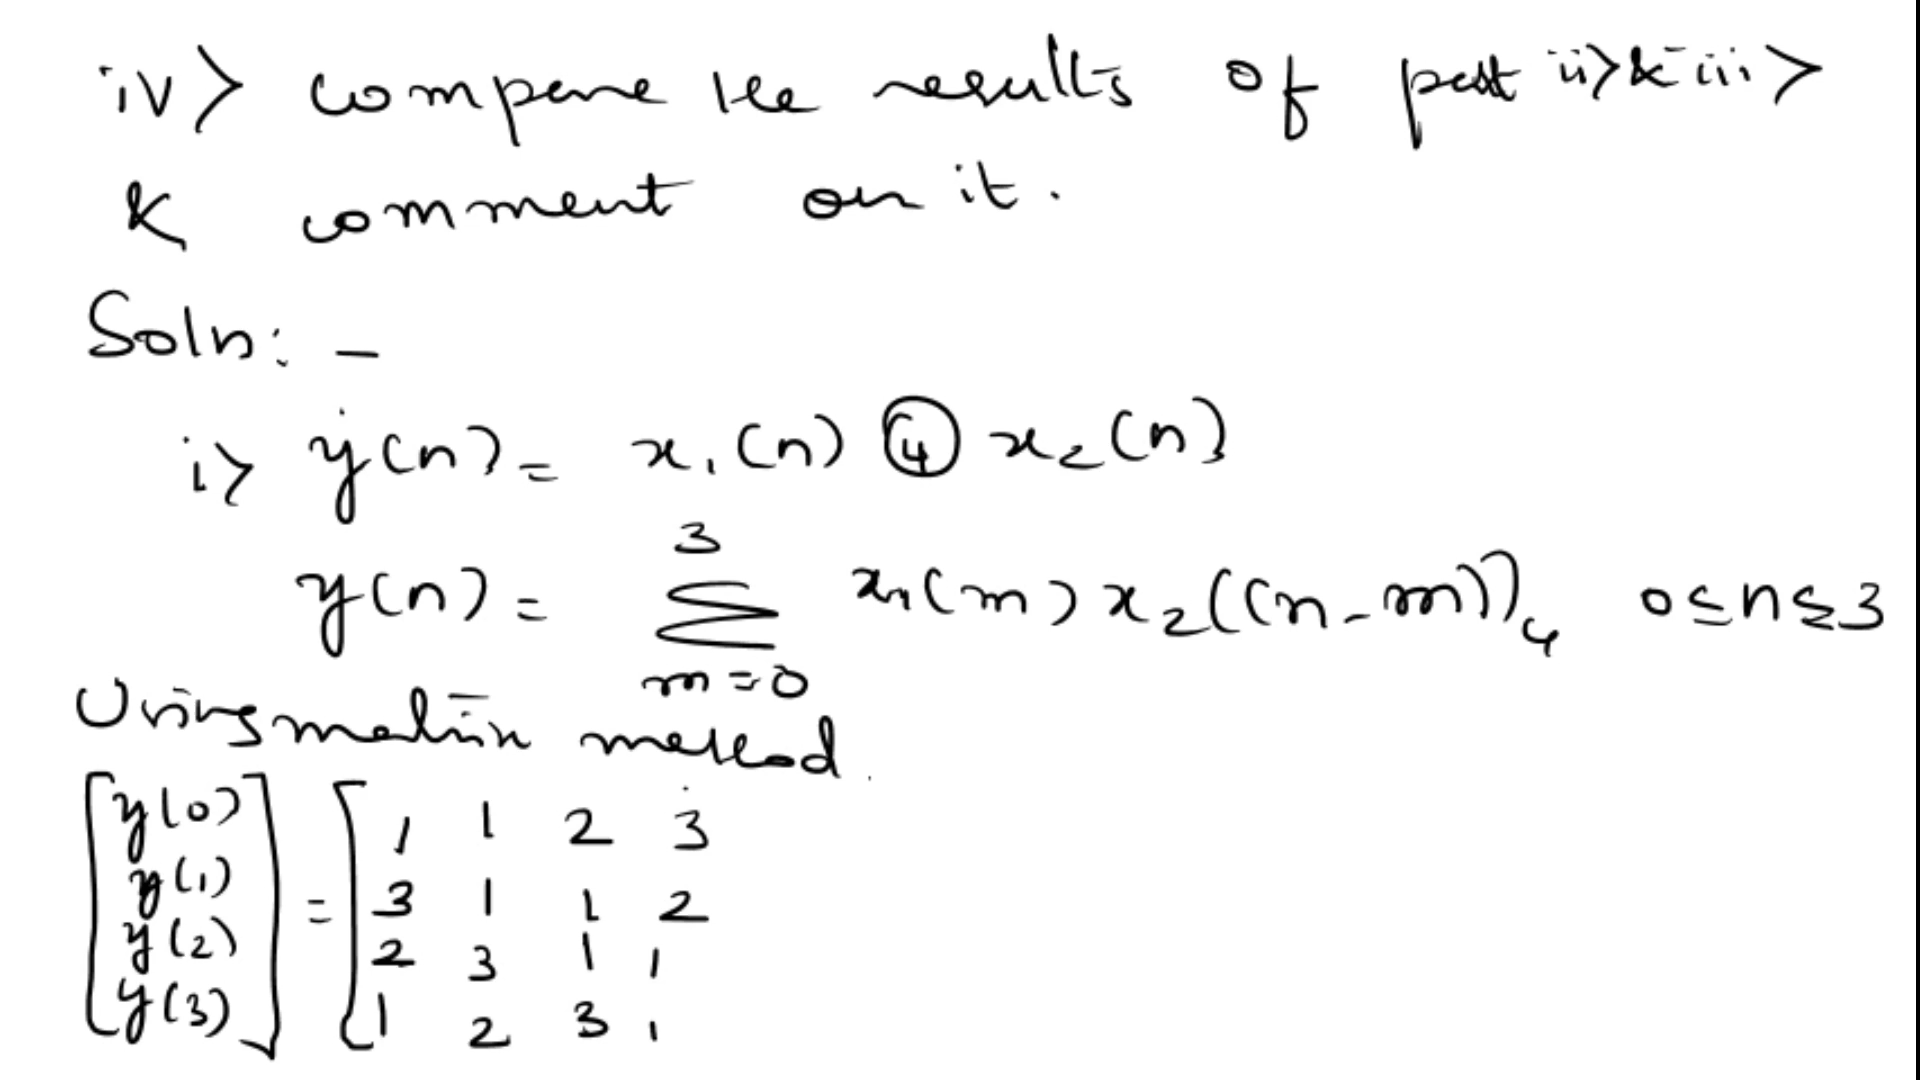 iv> compare the results of part ii> & iii>
& comment on it.
Soln: -
i> y(n) = x₁(n) ④ x₂(n)
y(n) = 3 Σ m=0 x₁(m) x₂((n-m))₄ 0≤n≤3
Using matrix method.
[y(0) y(1) y(2) y(3)] = [1 1 2 3
3 1 1 2
2 3 1 1
1 2 3 1